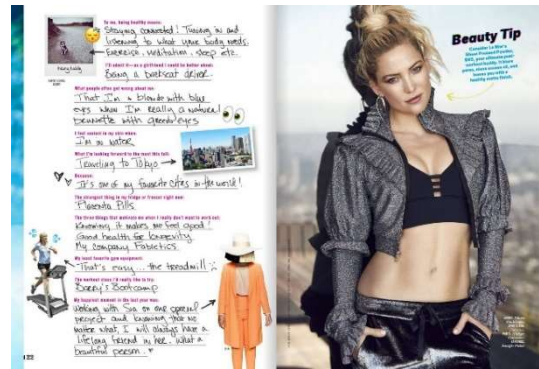 To me, being healthy means:
Staying connected! Tuning in and
listening to what your body needs.
Exercise, meditation, sleep etc.
I'll admit it—as a girlfriend I could be better about:
Being a backseat driver.
What people often get wrong about me:
That I'm a blonde with blue
eyes when I'm really a natural
brunette with green eyes
I feel sexiest in my skin when:
I'm in water
What I'm looking forward to the most this fall:
Traveling to Tokyo
Because:
It's one of my favorite cities in the world!
The strangest thing in my fridge or freezer right now:
Placenta Pills
The three things that motivate me when I really don't want to work out:
Knowing it makes me feel good!
Good health for longevity
My company Fabletics
My most favorite gym equipment:
That's easy... the treadmill
The workout class I'd really like to try:
Barry's Bootcamp
My happiest moment in the last year was:
Working with Sia on our special
project and knowing that no
matter what, I will always have a
lifelong friend in her. What a
beautiful person.
122
Beauty Tip